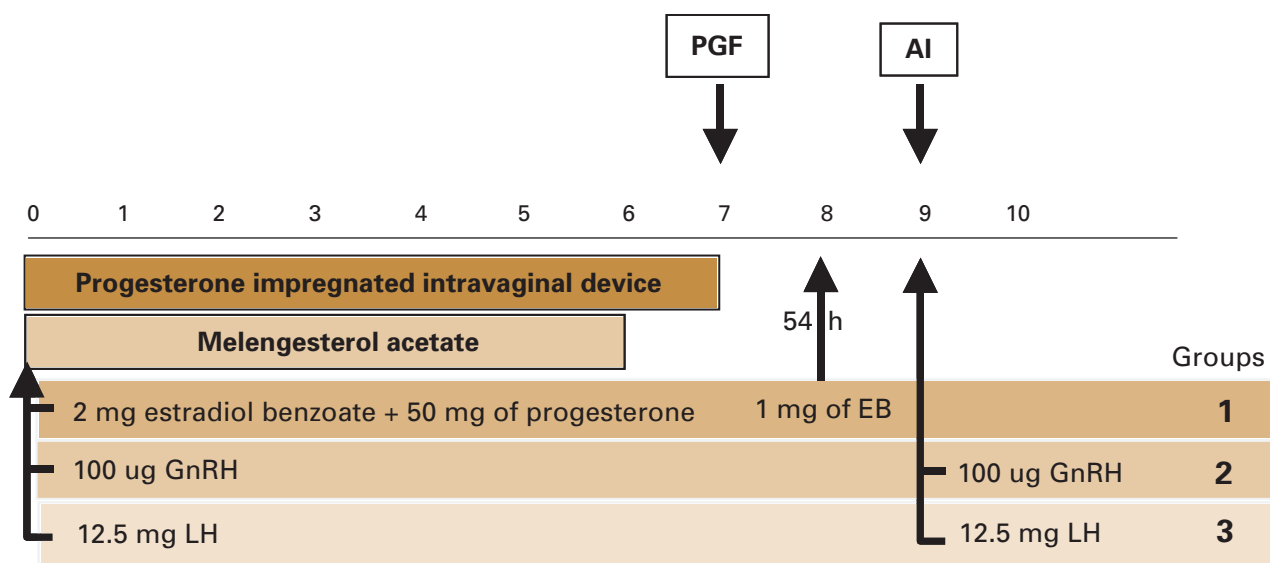 PGF
AI
0 1 2 3 4 5 6 7 8 9 10
Progesterone impregnated intravaginal device
54 h
Melengesterol acetate
Groups
2 mg estradiol benzoate + 50 mg of progesterone 1 mg of EB 1
100 ug GnRH 100 ug GnRH 2
12.5 mg LH 12.5 mg LH 3